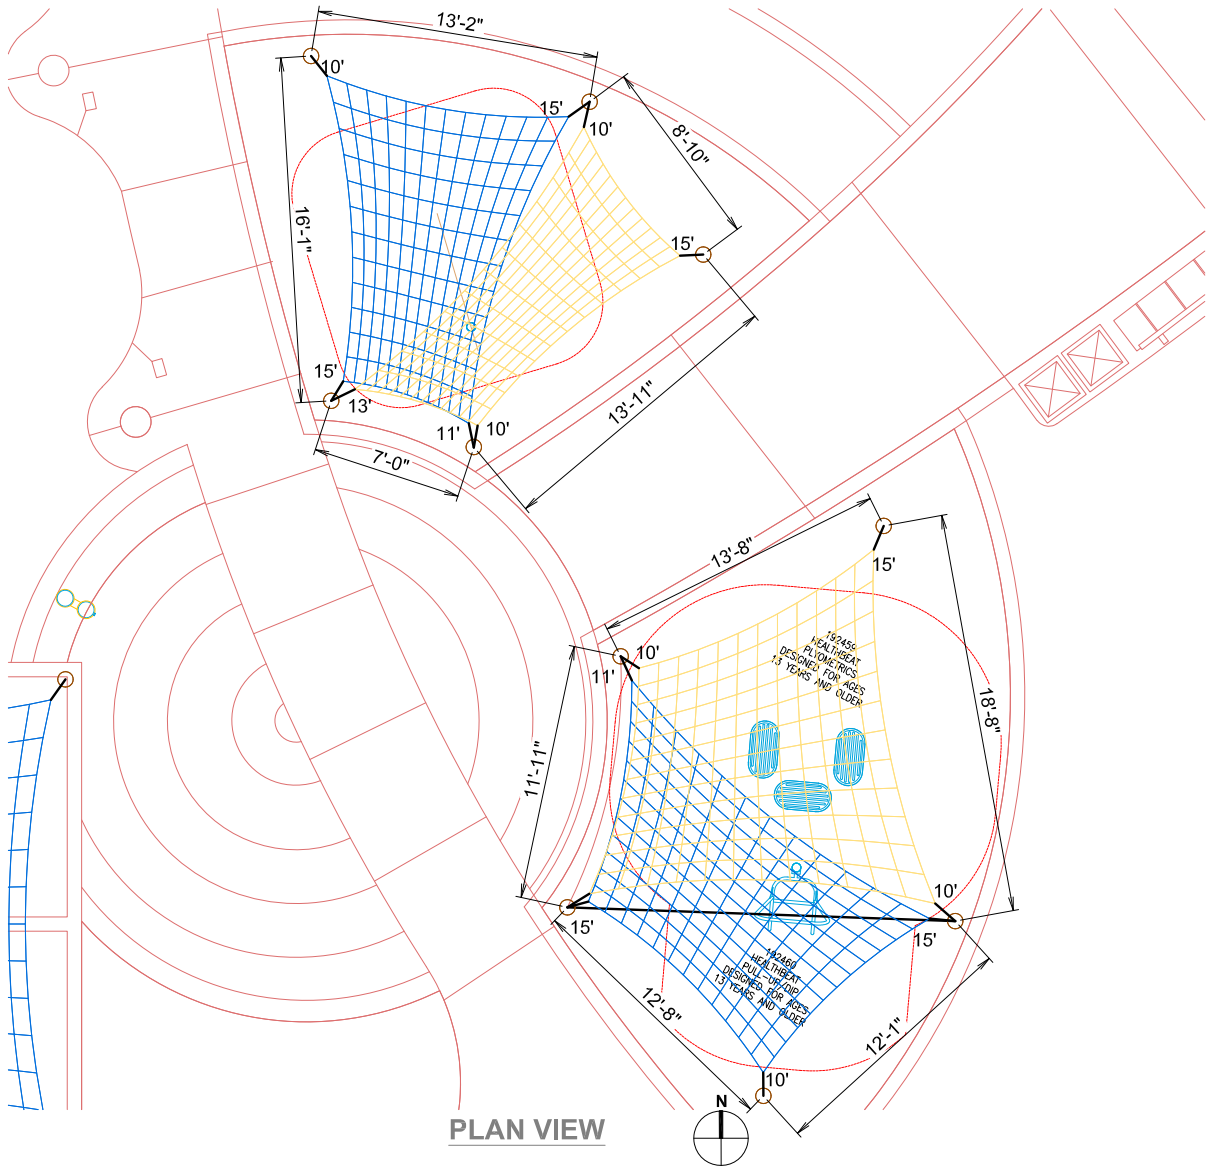 13'-2"
10'
15'
10'
8'-10"
16'-1"
15'
15'
13'
11'
10'
7'-0"
13'-11"
13'-8"
15'
10'
11'
192459
HEALTHBEAT
PLYOMETRICS
DESIGNED FOR AGES
13 YEARS AND OLDER
18'-8"
11'-11"
10'
15'
15'
192460
HEALTHBEAT
PULL-UP/DIP
DESIGNED FOR AGES
13 YEARS AND OLDER
12'-8"
12'-1"
10'
N
PLAN VIEW